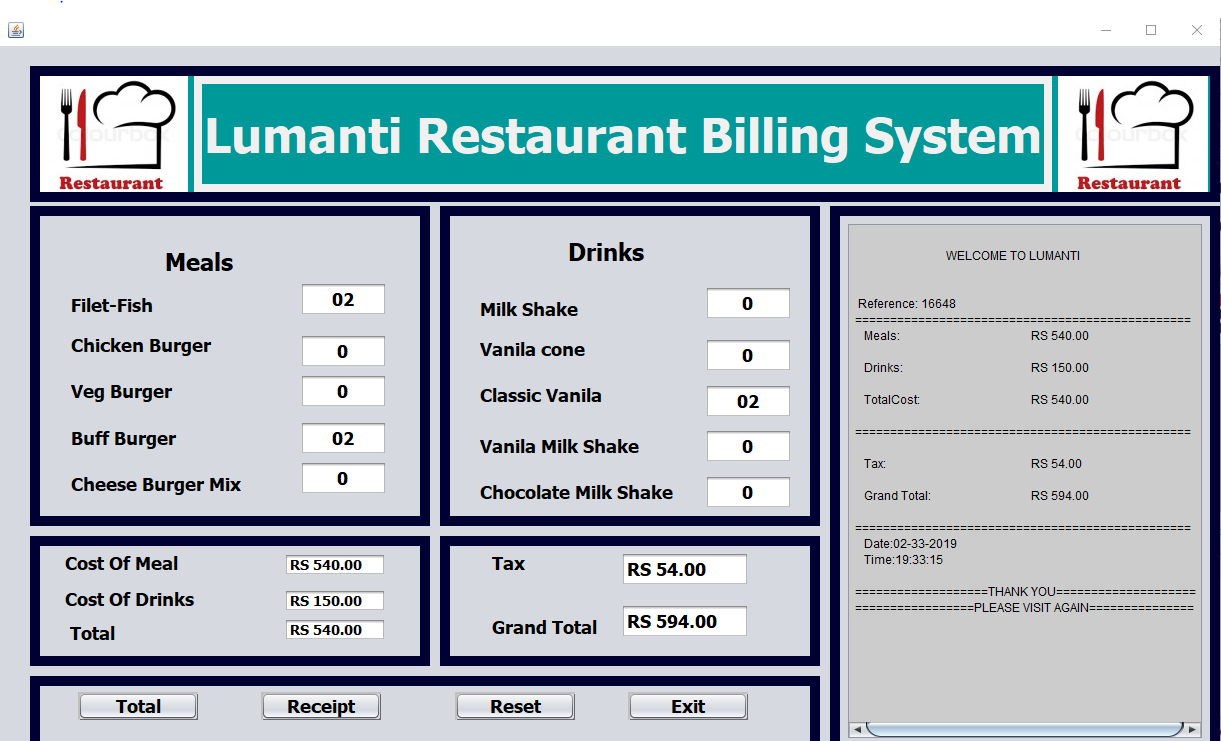 Restaurant
Lumanti Restaurant Billing System
Restaurant
Meals
Filet-Fish 02
Chicken Burger 0
Veg Burger 0
Buff Burger 02
Cheese Burger Mix 0
Drinks
Milk Shake 0
Vanila cone 0
Classic Vanila 02
Vanila Milk Shake 0
Chocolate Milk Shake 0
Cost Of Meal RS 540.00
Cost Of Drinks RS 150.00
Total RS 540.00
Tax RS 54.00
Grand Total RS 594.00
Total Receipt Reset Exit
WELCOME TO LUMANTI
Reference: 16648
================================================
Meals: RS 540.00
Drinks: RS 150.00
TotalCost: RS 540.00
================================================
Tax: RS 54.00
Grand Total: RS 594.00
================================================
Date:02-33-2019
Time:19:33:15
===================THANK YOU====================
=================PLEASE VISIT AGAIN===============